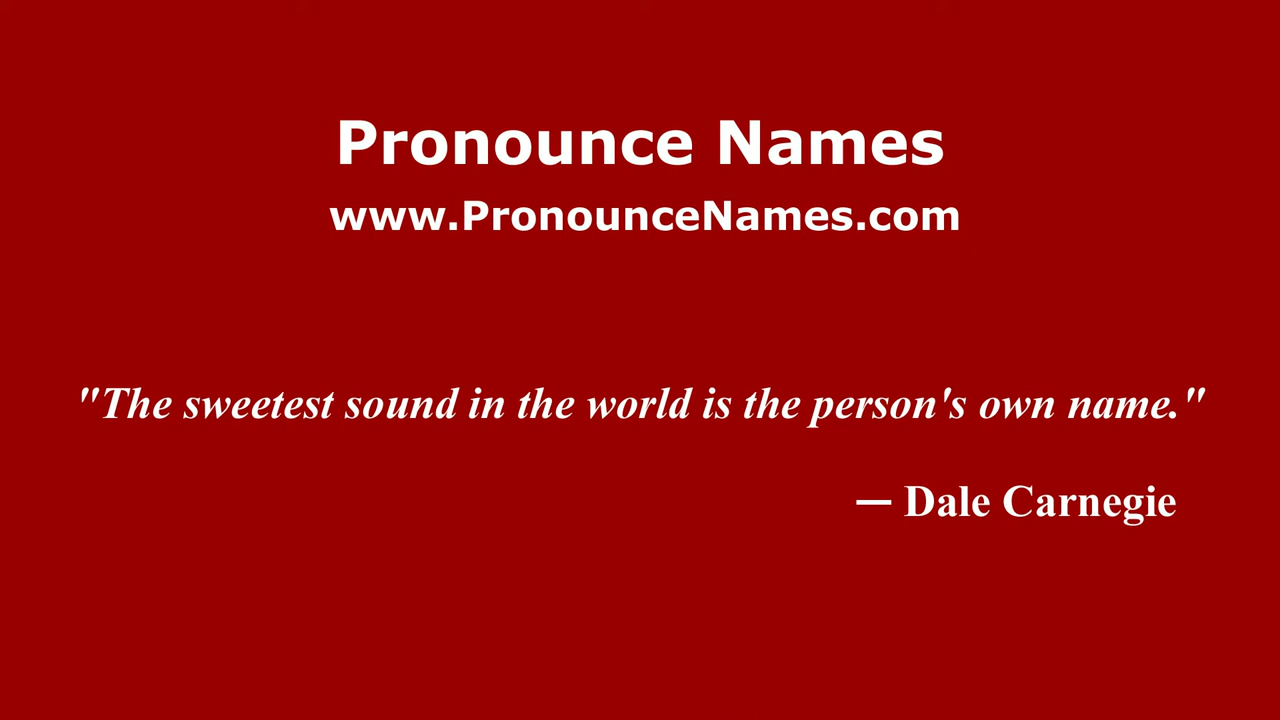 Pronounce Names
www.PronounceNames.com
"The sweetest sound in the world is the person's own name."
— Dale Carnegie